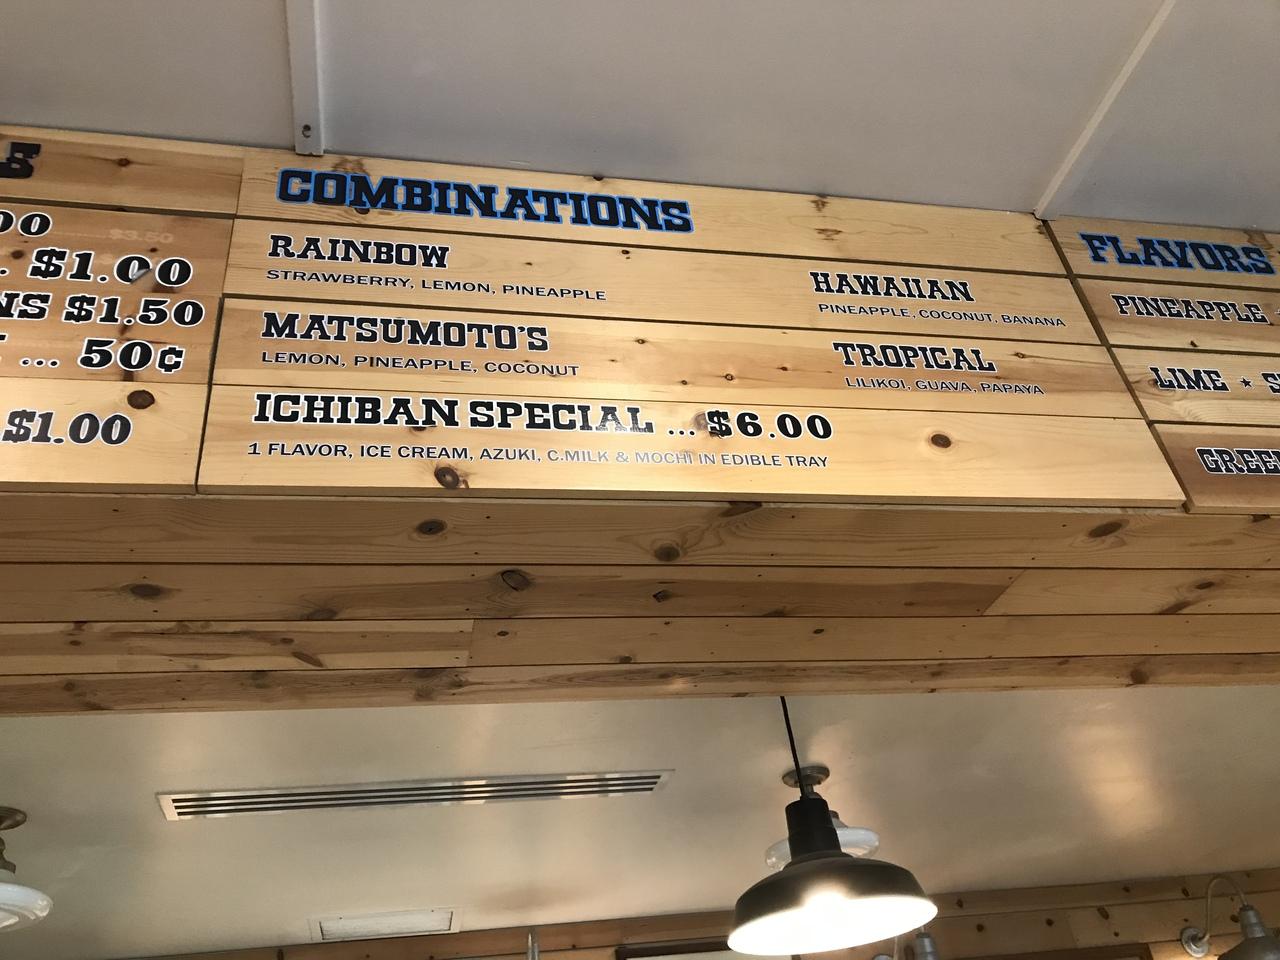 $1.00
$1.50
... 50¢
$1.00
COMBINATIONS
RAINBOW
STRAWBERRY, LEMON, PINEAPPLE
MATSUMOTO'S
LEMON, PINEAPPLE, COCONUT
HAWAIIAN
PINEAPPLE, COCONUT, BANANA
TROPICAL
LILIKOI, GUAVA, PAPAYA
ICHIBAN SPECIAL ... $6.00
1 FLAVOR, ICE CREAM, AZUKI, C.MILK & MOCHI IN EDIBLE TRAY
FLAVORS
PINEAPPLE
LIME